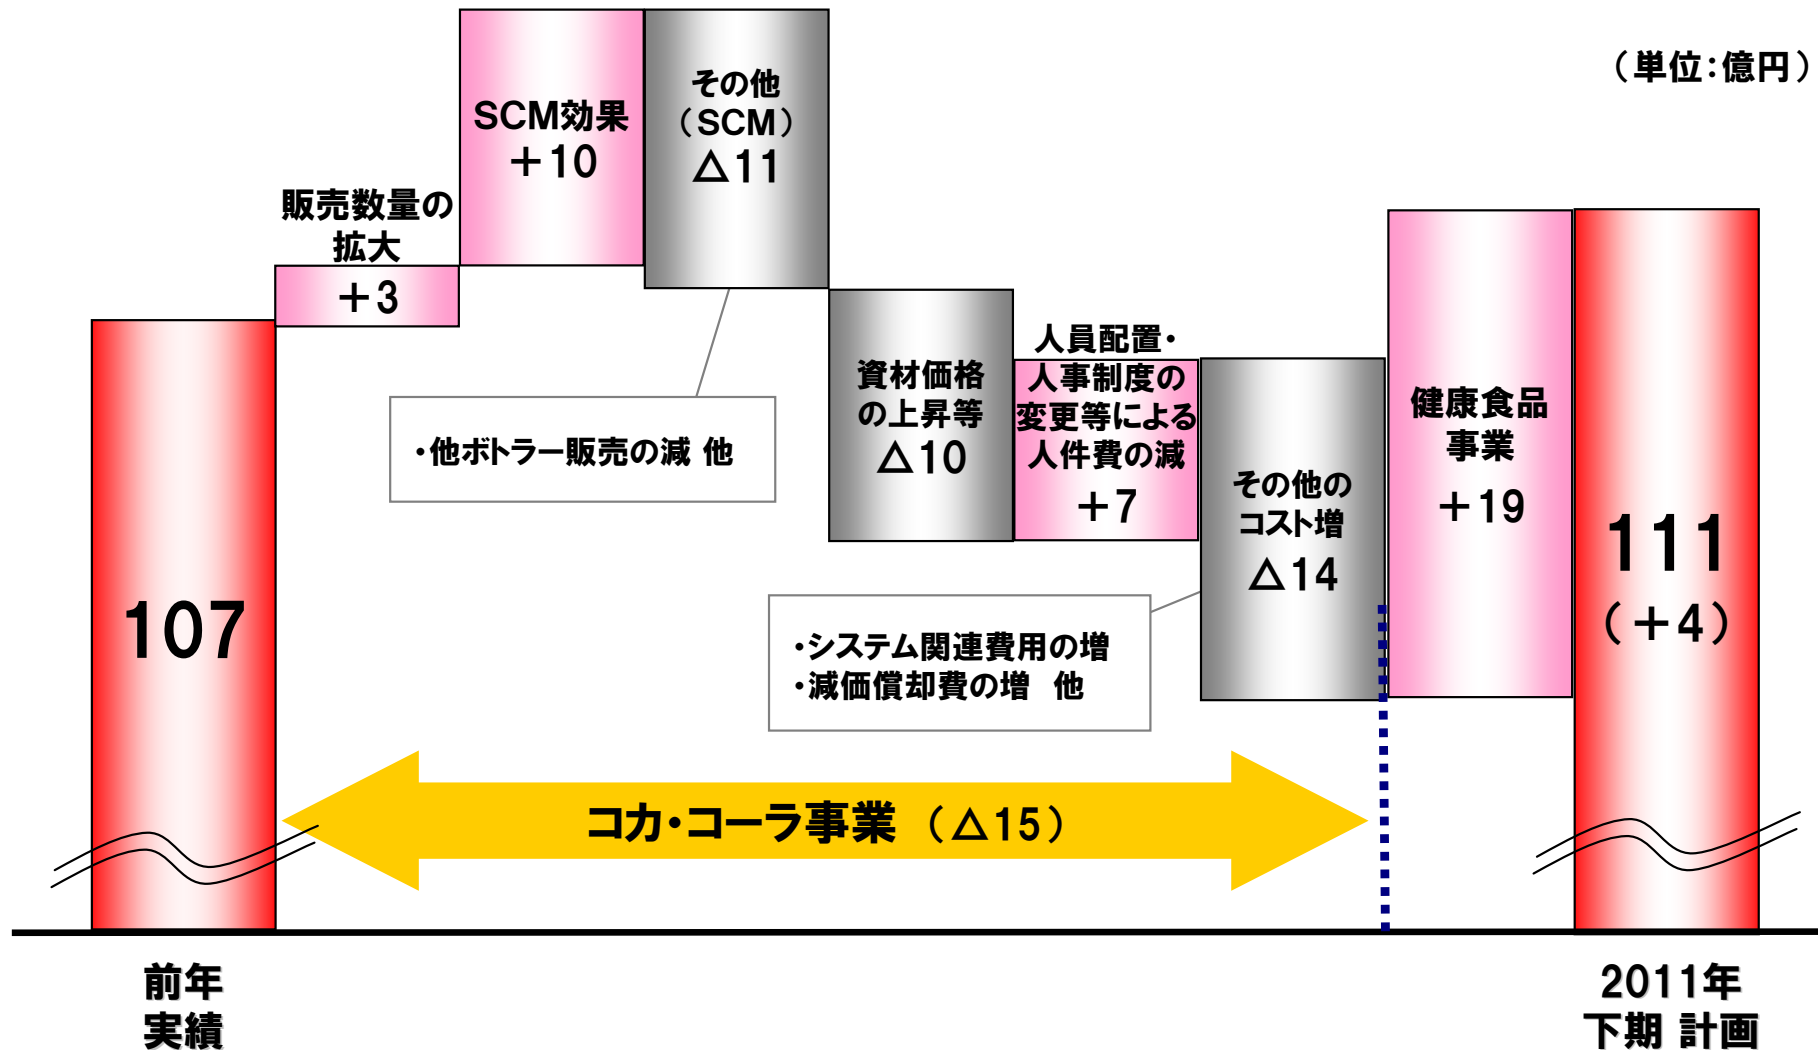 （単位：億円）
SCM効果
＋10
その他
（SCM）
△11
販売数量の
拡大
＋3
・他ボトラー販売の減 他
資材価格
の上昇等
△10
人員配置・
人事制度の
変更等による
人件費の減
＋7
その他の
コスト増
△14
・システム関連費用の増
・減価償却費の増 他
健康食品
事業
＋19
107
111
（＋4）
コカ・コーラ事業 （△15）
前年
実績
2011年
下期 計画